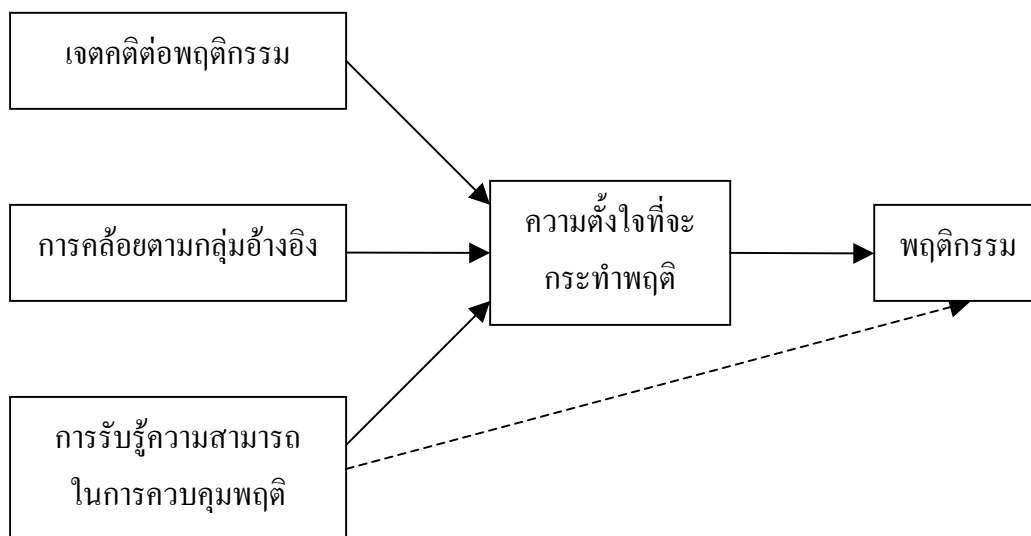 เจตคติต่อพฤติกรรม
การคล้อยตามกลุ่มอ้างอิง
ความตั้งใจที่จะ
กระทำพฤติ
พฤติกรรม
การรับรู้ความสามารถ
ในการควบคุมพฤติ